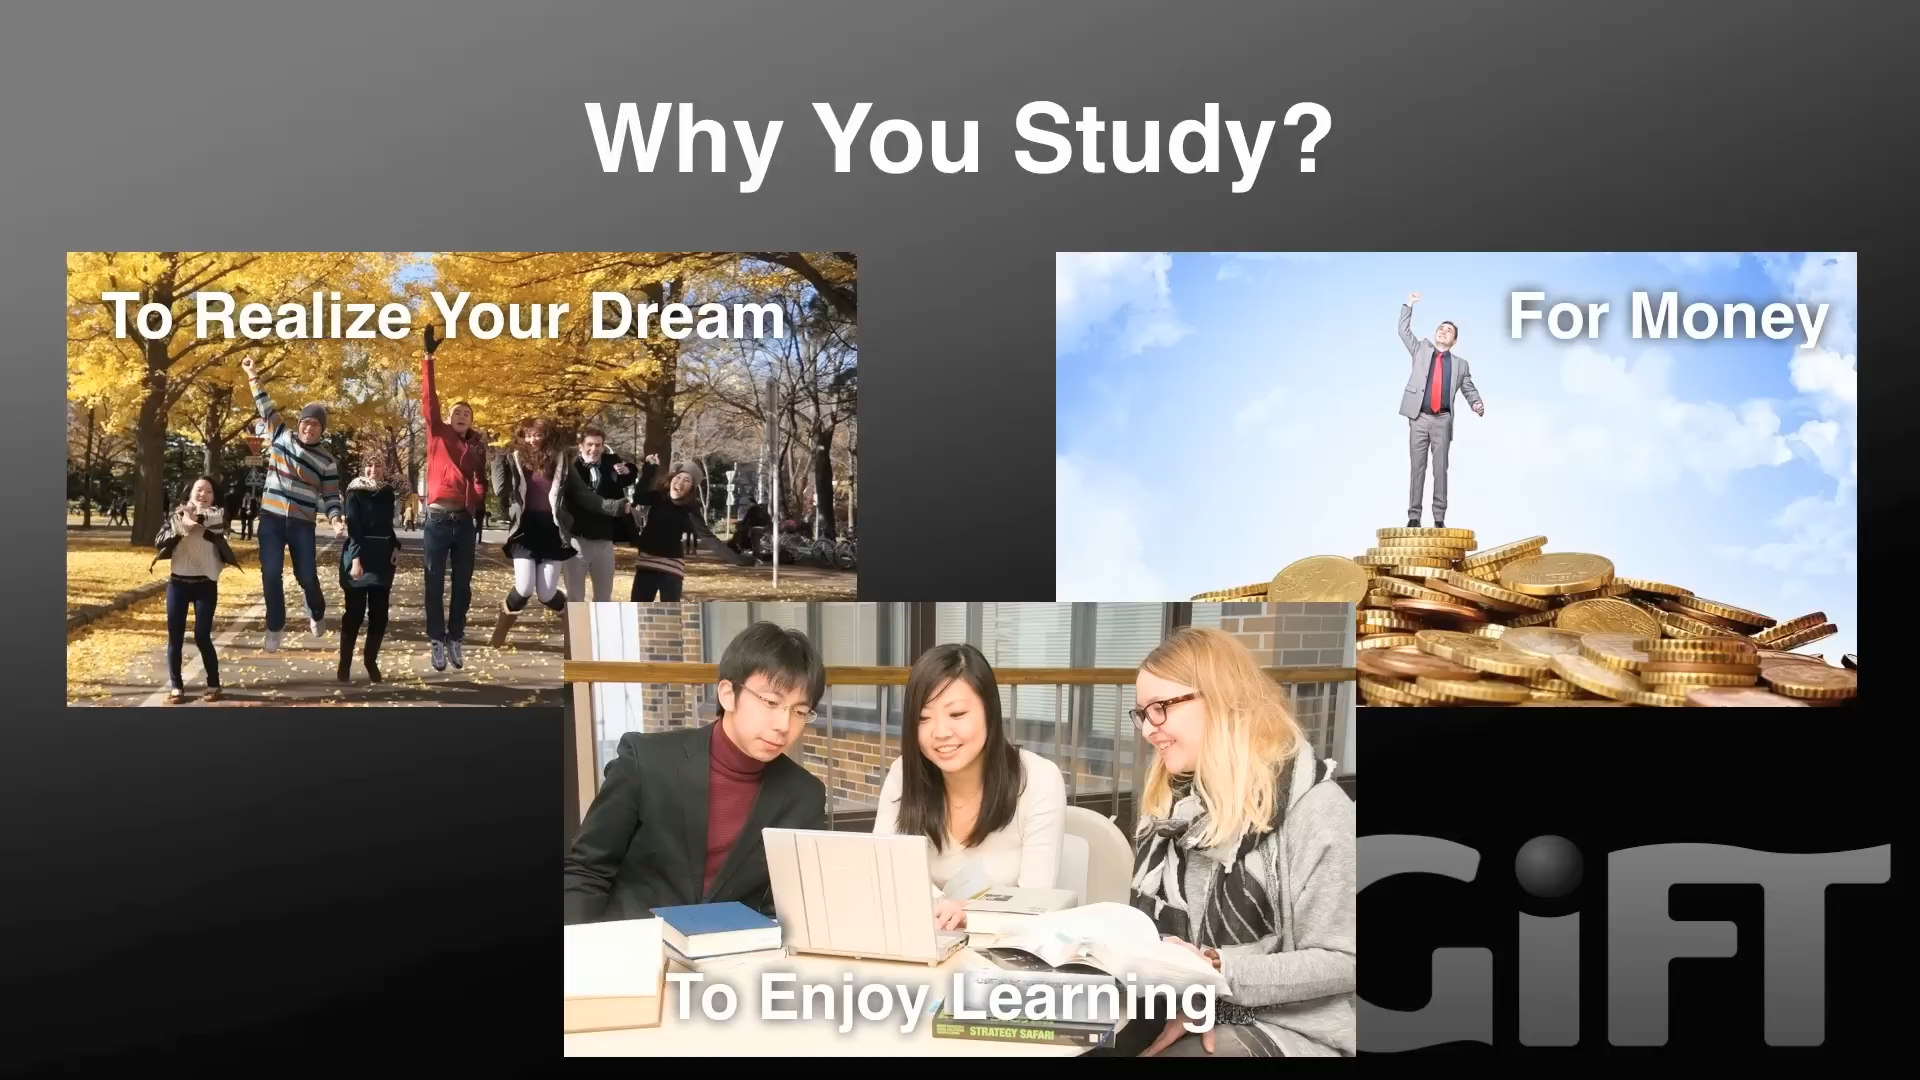 Why You Study?
To Realize Your Dream
For Money
To Enjoy Learning
STRATEGY SAFARI
GiFT